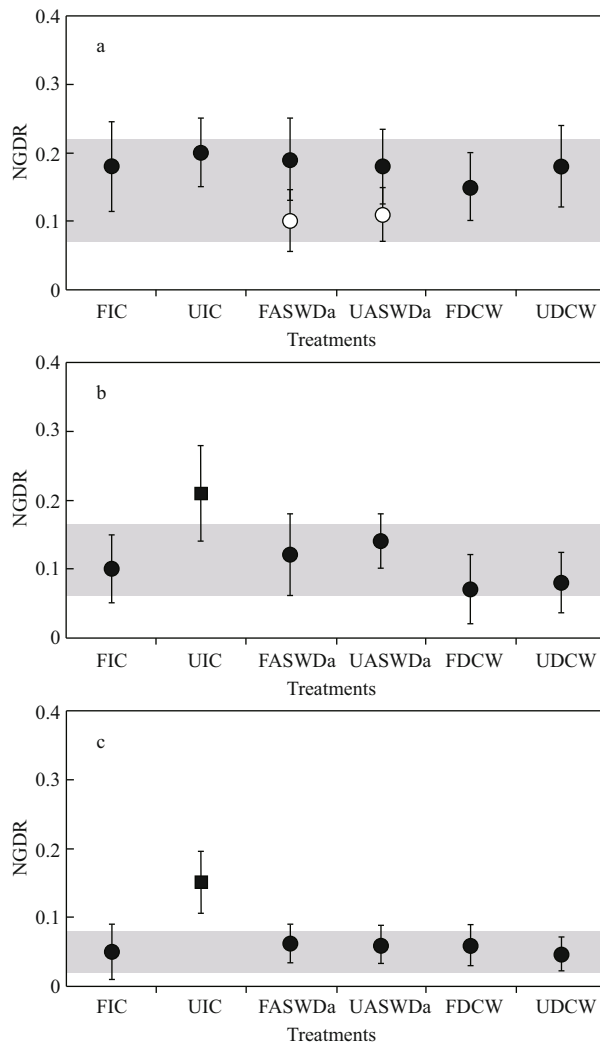 0.4
a
0.3
0.2
0.1
0
NGDR
FIC UIC FASWDa UASWDa FDCW UDCW
Treatments
0.4
b
0.3
0.2
0.1
0
NGDR
FIC UIC FASWDa UASWDa FDCW UDCW
Treatments
0.4
c
0.3
0.2
0.1
0
NGDR
FIC UIC FASWDa UASWDa FDCW UDCW
Treatments